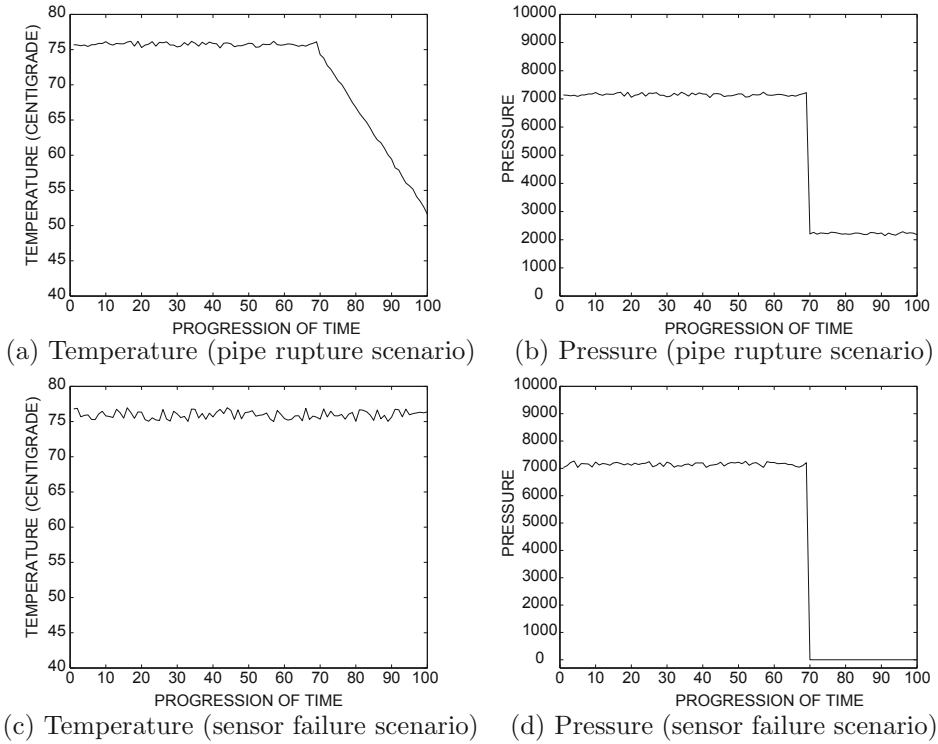 TEMPERATURE (CENTIGRADE)
80
75
71
65
60
55
50
45
40
0 10 20 30 40 50 60 70 80 90 100
PROGRESSION OF TIME
(a) Temperature (pipe rupture scenario)
PRESSURE
10000
9000
8000
7000
6000
5000
4000
3000
2000
1000
0
0 10 20 30 40 50 60 70 80 90 100
PROGRESSION OF TIME
(b) Pressure (pipe rupture scenario)
TEMPERATURE (CENTIGRADE)
80
75
71
65
60
55
50
45
40
0 10 20 30 40 50 60 70 80 90 100
PROGRESSION OF TIME
(c) Temperature (sensor failure scenario)
PRESSURE
10000
9000
8000
7000
6000
5000
4000
3000
2000
1000
0
0 10 20 30 40 50 60 70 80 90 100
PROGRESSION OF TIME
(d) Pressure (sensor failure scenario)